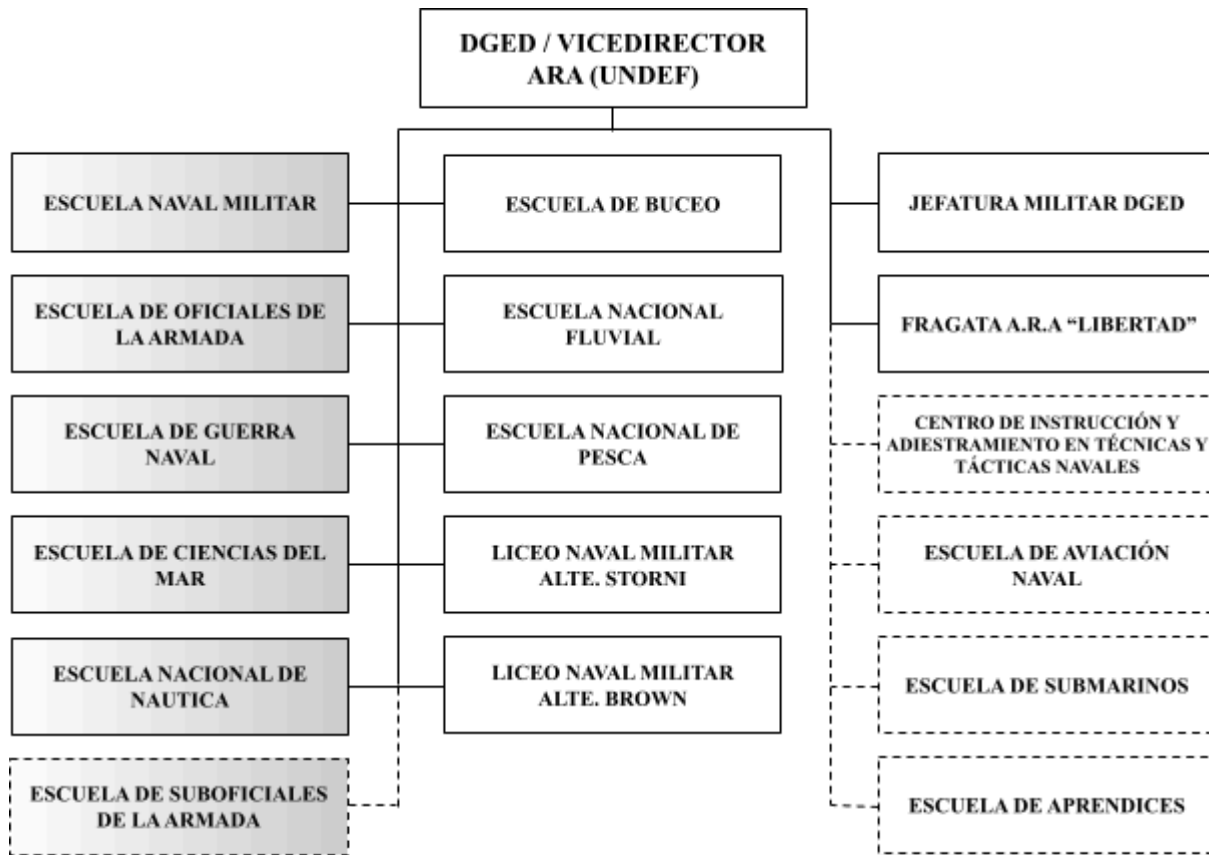 DGED / VICEDIRECTOR
ARA (UNDEF)
ESCUELA NAVAL MILITAR
ESCUELA DE BUCEO
JEFATURA MILITAR DGED
ESCUELA DE OFICIALES DE
LA ARMADA
ESCUELA NACIONAL
FLUVIAL
FRAGATA A.R.A “LIBERTAD”
ESCUELA DE GUERRA
NAVAL
ESCUELA NACIONAL DE
PESCA
CENTRO DE INSTRUCCIÓN Y
ADIESTRAMIENTO EN TÉCNICAS Y
TÁCTICAS NAVALES
ESCUELA DE CIENCIAS DEL
MAR
LICEO NAVAL MILITAR
ALTE. STORNI
ESCUELA DE AVIACIÓN
NAVAL
ESCUELA NACIONAL DE
NAUTICA
LICEO NAVAL MILITAR
ALTE. BROWN
ESCUELA DE SUBMARINOS
ESCUELA DE SUBOFICIALES
DE LA ARMADA
ESCUELA DE APRENDICES